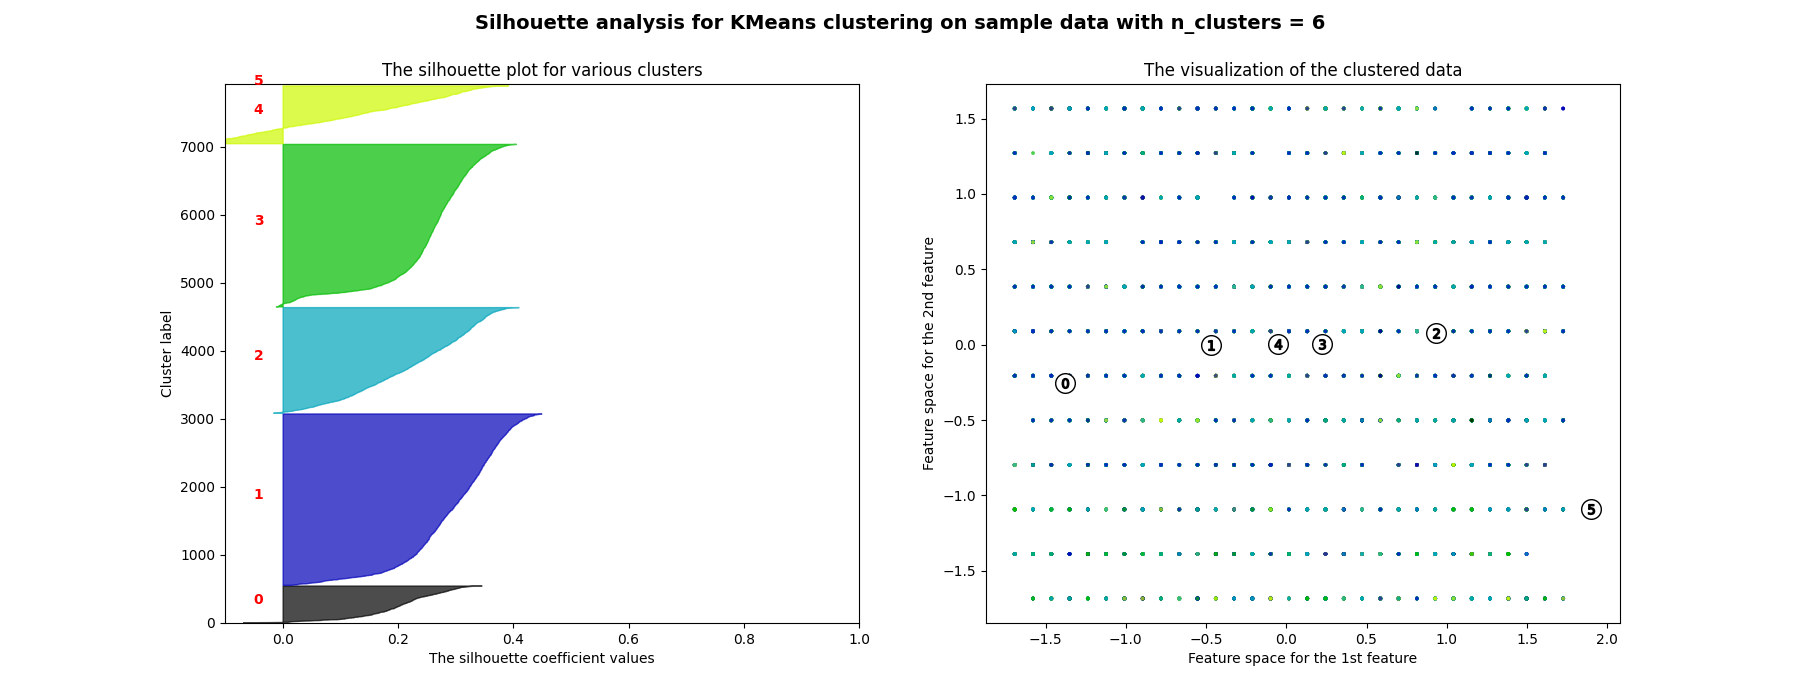 Silhouette analysis for KMeans clustering on sample data with n_clusters = 6
The silhouette plot for various clusters
5
4
3
2
1
0
7000
6000
5000
4000
3000
2000
1000
0
Cluster label
0.0 0.2 0.4 0.6 0.8 1.0
The silhouette coefficient values
The visualization of the clustered data
1.5
1.0
0.5
0.0
−0.5
−1.0
−1.5
Feature space for the 2nd feature
0 1 4 3 2 5
−1.5 −1.0 −0.5 0.0 0.5 1.0 1.5 2.0
Feature space for the 1st feature